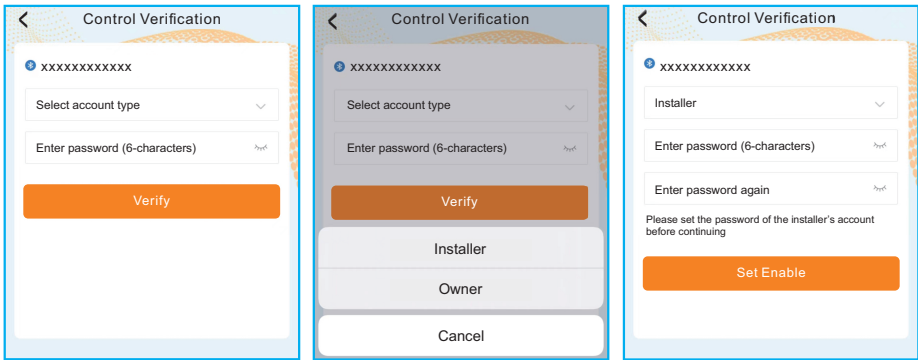 Control Verification
xxxxxxxxxxxx
Select account type
Enter password (6-characters)
Verify
Control Verification
xxxxxxxxxxxx
Select account type
Enter password (6-characters)
Verify
Installer
Owner
Cancel
Control Verification
xxxxxxxxxxxx
Installer
Enter password (6-characters)
Enter password again
Please set the password of the installer's account
before continuing
Set Enable